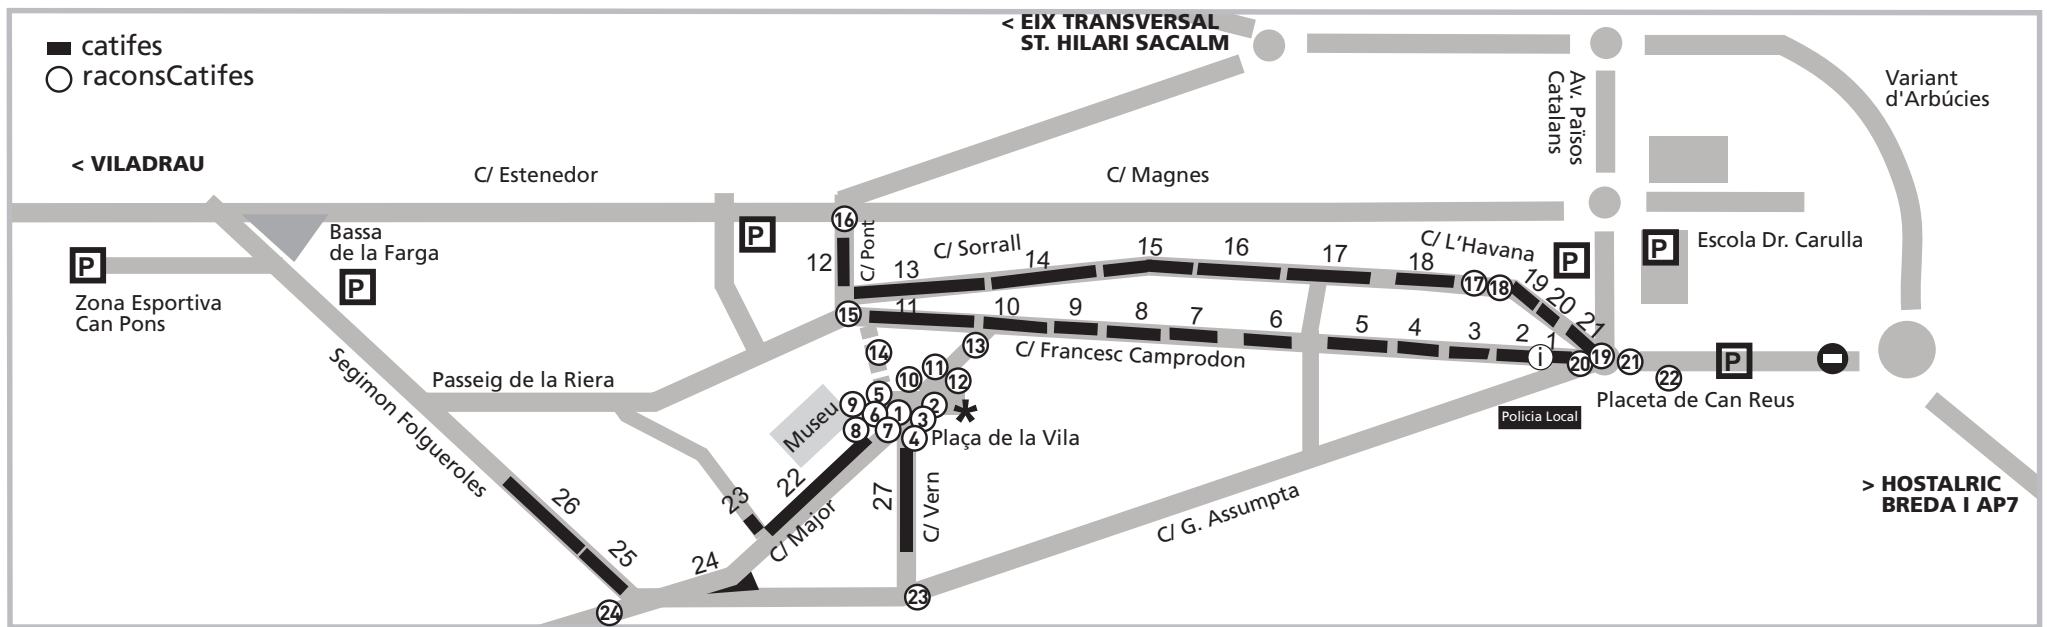 catifes
raconsCatifes
< EIX TRANSVERSAL
ST. HILARI SACALM
Av. Països
Catalans
Variant
d'Arbúcies
< VILADRAU
C/ Estenedor
C/ Magnes
Bassa
de la Farga
P
P
P
Zona Esportiva
Can Pons
16
12
C/ Pont
C/ Sorrall
13
14
15
16
17
C/ L'Havana
18
17
18
19
20
21
P
P
Escola Dr. Carulla
15
11
10
9
8
7
6
5
4
3
2
1
i
C/ Francesc Camprodon
20
19
21
22
P
Placeta de Can Reus
Policia Local
14
13
11
10
12
5
9
6
1
2
3
8
7
4
*
Museu
Plaça de la Vila
Passeig de la Riera
Segimon Folgueroles
26
25
23
22
C/ Major
24
27
C/ Vern
C/ G. Assumpta
23
24
> HOSTALRIC
BREDA I AP7